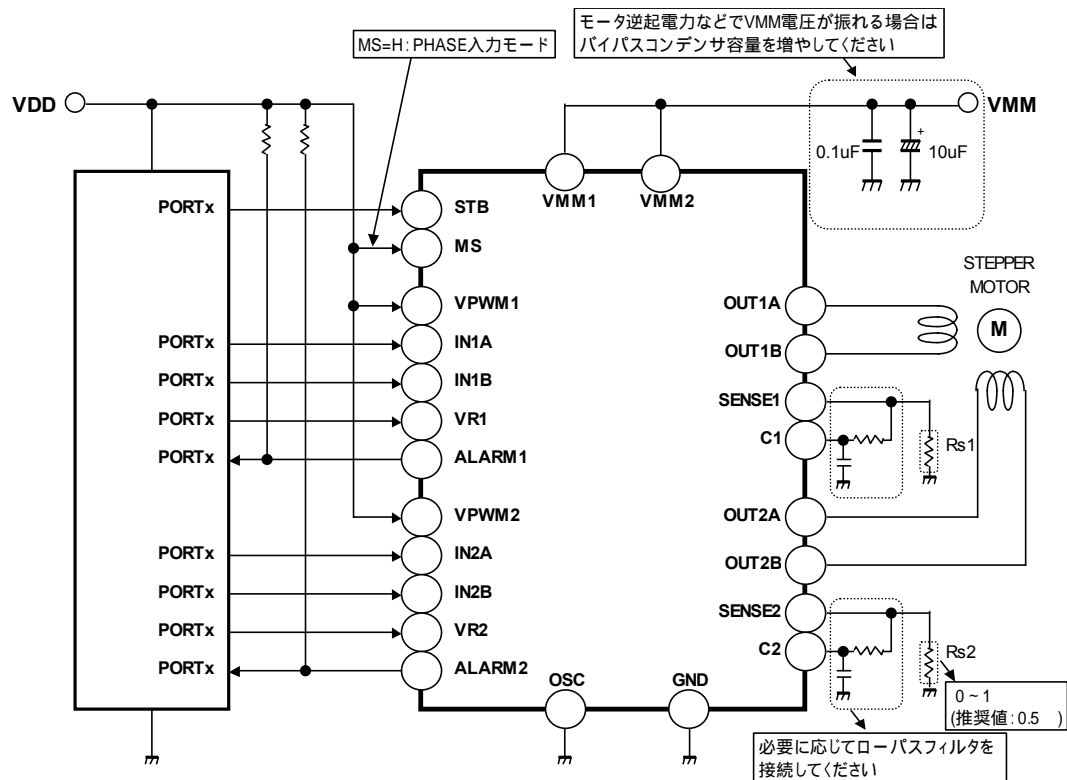 モータ逆起電力などでVMM電圧が振れる場合は
バイパスコンデンサ容量を増やしてください
MS=H: PHASE入力モード
VDD
VMM
0.1uF
+
10uF
VMM1
VMM2
PORTx
STB
MS
STEPPER
MOTOR
M
VPWM1
OUT1A
PORTx
IN1A
OUT1B
PORTx
IN1B
SENSE1
PORTx
VR1
C1
Rs1
PORTx
ALARM1
VPWM2
OUT2A
PORTx
IN2A
OUT2B
PORTx
IN2B
SENSE2
PORTx
VR2
C2
Rs2
PORTx
ALARM2
OSC
GND
0 ~ 1
(推奨値: 0.5 )
必要に応じてローパスフィルタを
接続してください